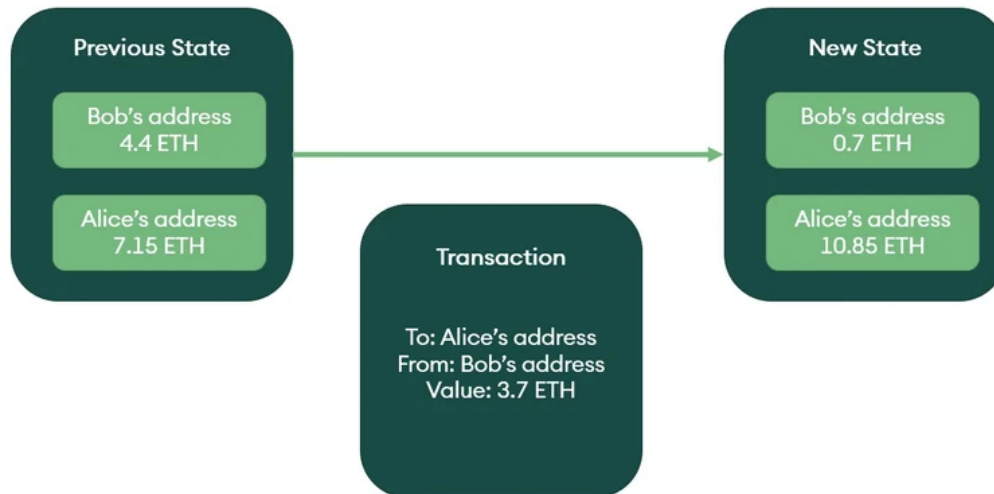 Previous State
Bob’s address
4.4 ETH
Alice’s address
7.15 ETH
Transaction
To: Alice’s address
From: Bob’s address
Value: 3.7 ETH
New State
Bob’s address
0.7 ETH
Alice’s address
10.85 ETH